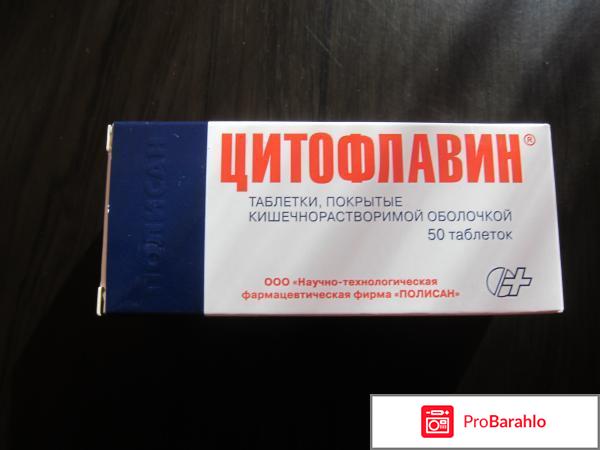 ПОЛИСАН
ЦИТОФЛАВИН®
ТАБЛЕТКИ, ПОКРЫТЫЕ
КИШЕЧНОРАСТВОРИМОЙ ОБОЛОЧКОЙ
50 таблеток
ООО «Научно-технологическая
фармацевтическая фирма "ПОЛИСАН»
ProBarahlo